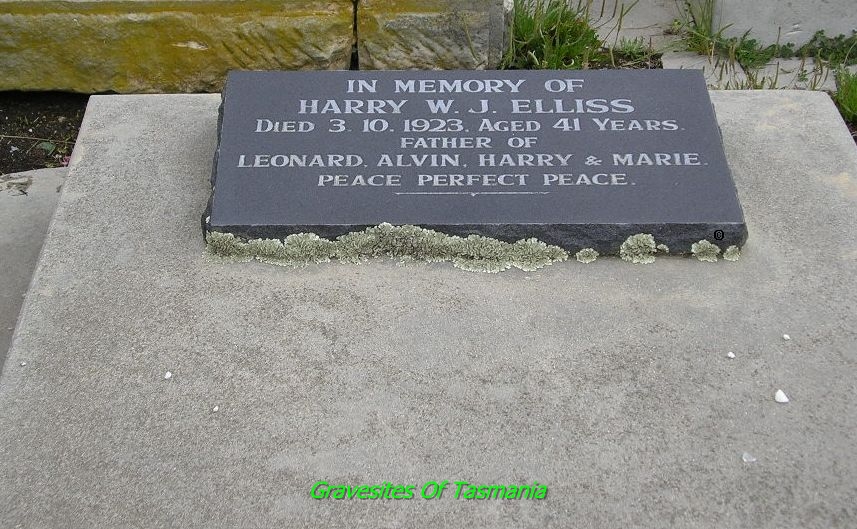 IN MEMORY OF
HARRY W. J. ELLISS
DIED 3. 10. 1923. AGED 41 YEARS.
FATHER OF
LEONARD. ALVIN. HARRY & MARIE.
PEACE PERFECT PEACE.
Gravesites Of Tasmania